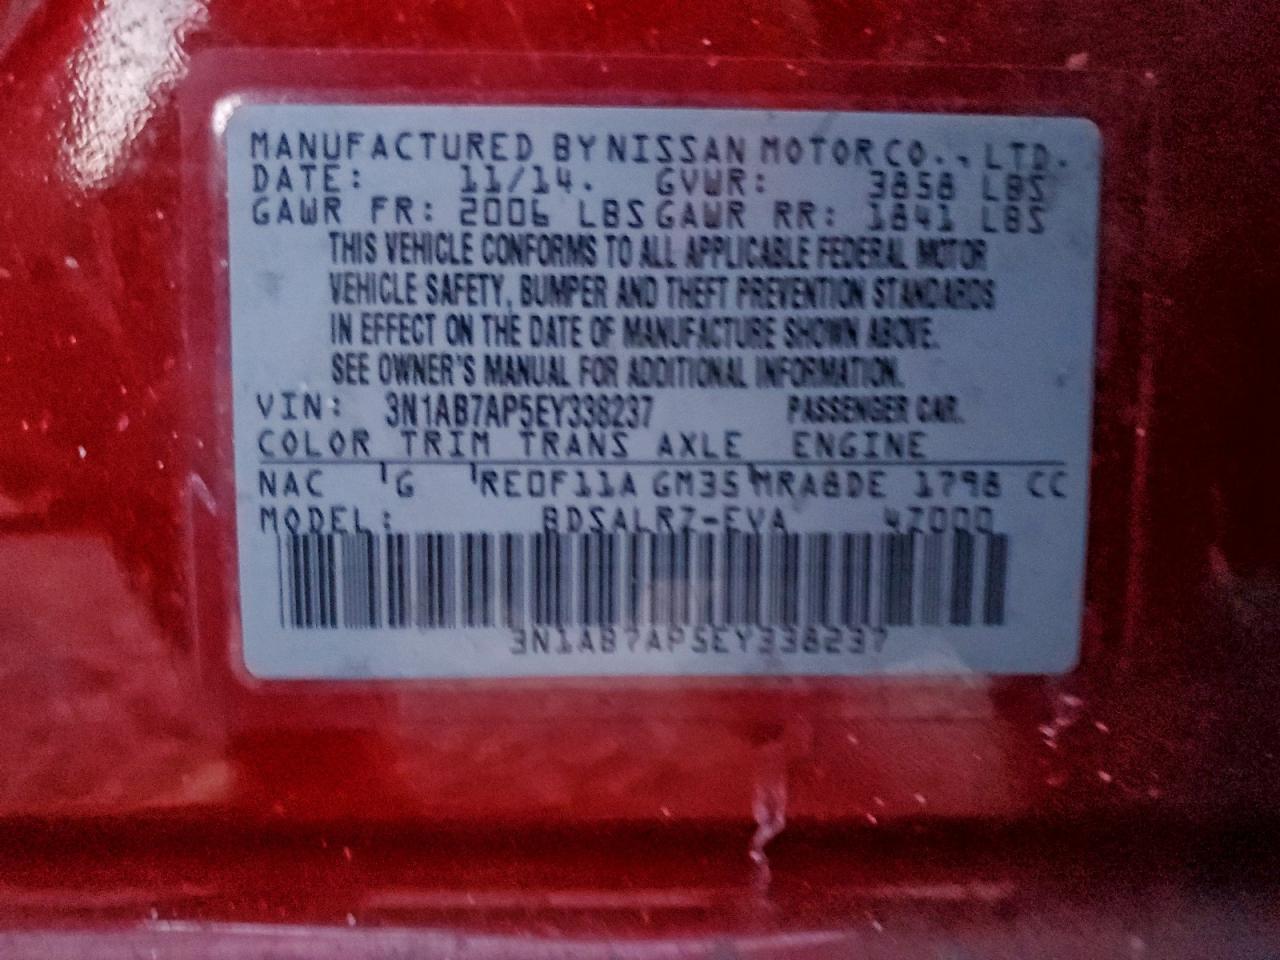 MANUFACTURED BY NISSAN MOTOR CO., LTD.
DATE: 11/14. GVWR: 3858 LBS
GAWR FR: 2006 LBS GAWR RR: 1841 LBS
THIS VEHICLE CONFORMS TO ALL APPLICABLE FEDERAL MOTOR
VEHICLE SAFETY, BUMPER AND THEFT PREVENTION STANDARDS
IN EFFECT ON THE DATE OF MANUFACTURE SHOWN ABOVE.
SEE OWNER'S MANUAL FOR ADDITIONAL INFORMATION.
VIN: 3N1AB7AP5EY338237 PASSENGER CAR.
COLOR TRIM TRANS AXLE ENGINE
NAC G RE0F11A GM35 MRA8DE 1798 CC
MODEL: BDSALRZ-EVA 4Z000
3N1AB7AP5EY338237